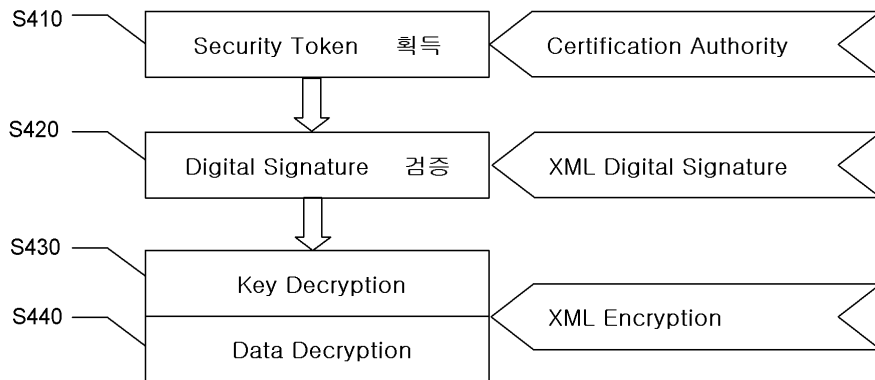 S410
Security Token 획득
Certification Authority
S420
Digital Signature 검증
XML Digital Signature
S430
Key Decryption
S440
XML Encryption
Data Decryption